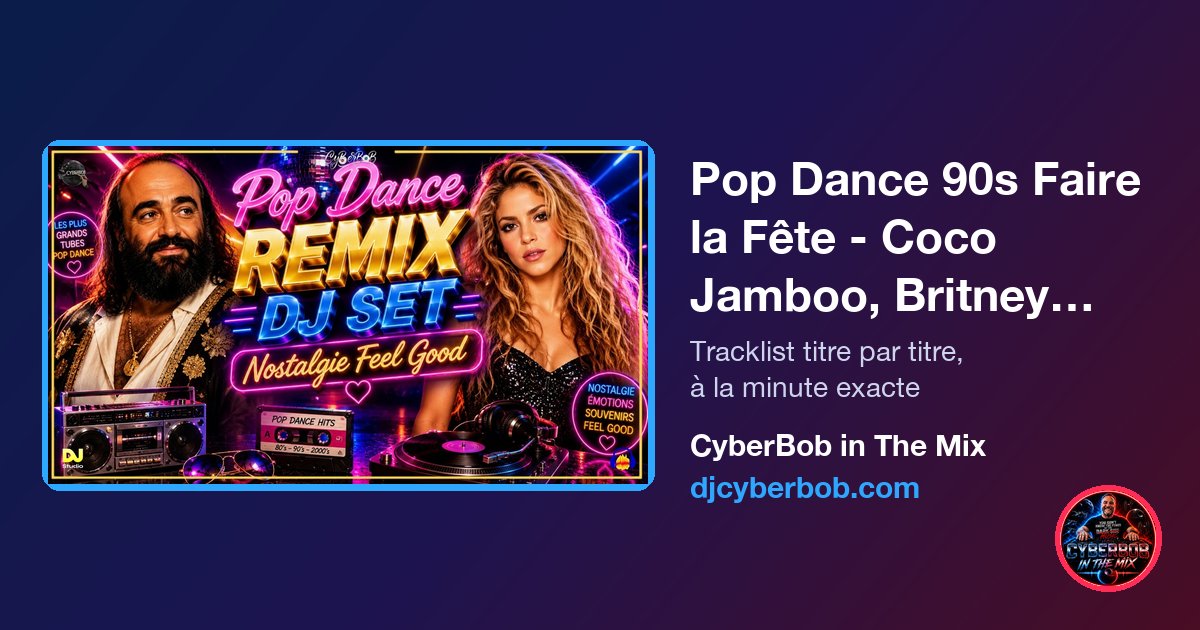 CYBERBOB
CyBeRBoB
LES PLUS
GRANDS
TUBES
POP DANCE
Pop Dance
REMIX
DJ SET
Nostalgie Feel Good
POP DANCE HITS
80's - 90's - 2000's
NOSTALGIE
ÉMOTIONS
SOUVENIRS
FEEL GOOD
DJ
Studio
Pop Dance 90s Faire
la Fête - Coco
Jamboo, Britney…
Tracklist titre par titre,
à la minute exacte
CyberBob in The Mix
djcyberbob.com
CYBERBOB
IN THE MIX